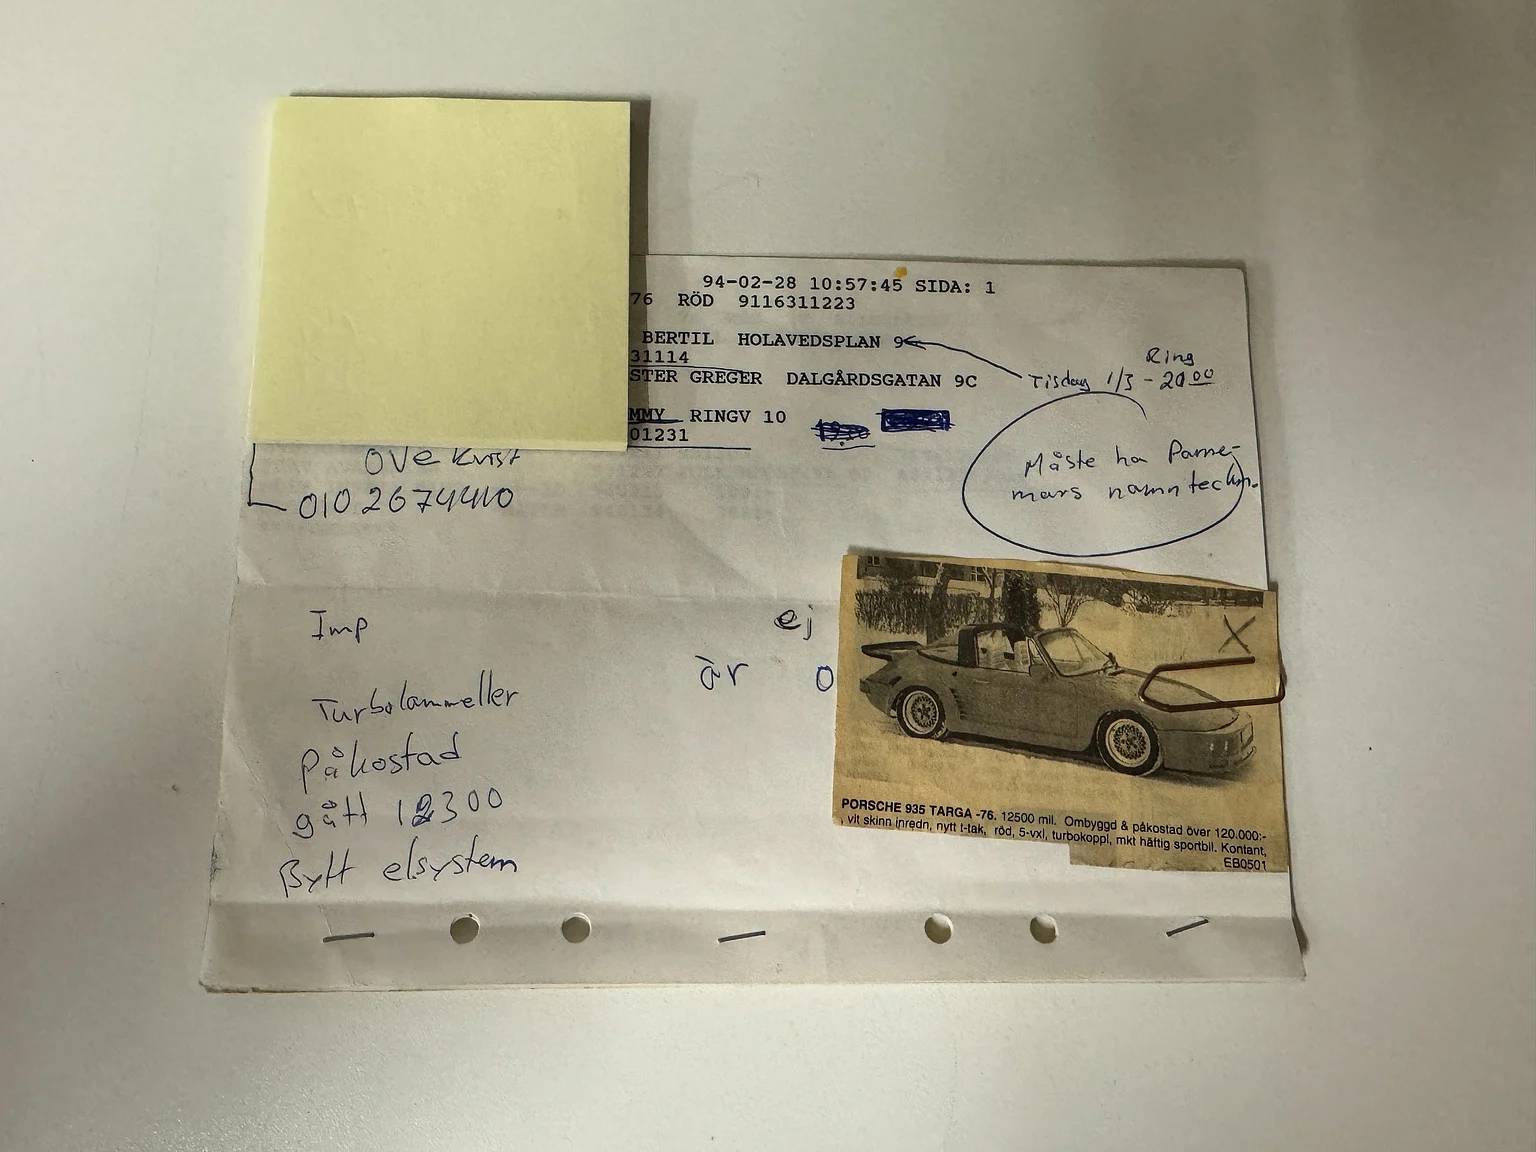 94-02-28 10:57:45 SIDA: 1
76 RÖD 9116311223
BERTIL HOLAVEDSPLAN 9
31114
STER GREGER DALGÅRDSGATAN 9C
MMY RINGV 10
01231
Ring
Tisdag 1/3 - 20 00
Måste ha Parne-
mars namnteckn.
Ove Kvist
010 2674410
Imp
ej
är o
Turbolammeller
påkostad
gått 12300
Bytt elsystem
X
PORSCHE 935 TARGA -76. 12500 mil. Ombyggd & påkostad över 120.000:-
, vit skinn inredn, nytt t-tak, röd, 5-vxl, turbokoppl, mkt häftig sportbil. Kontant,
EB0501